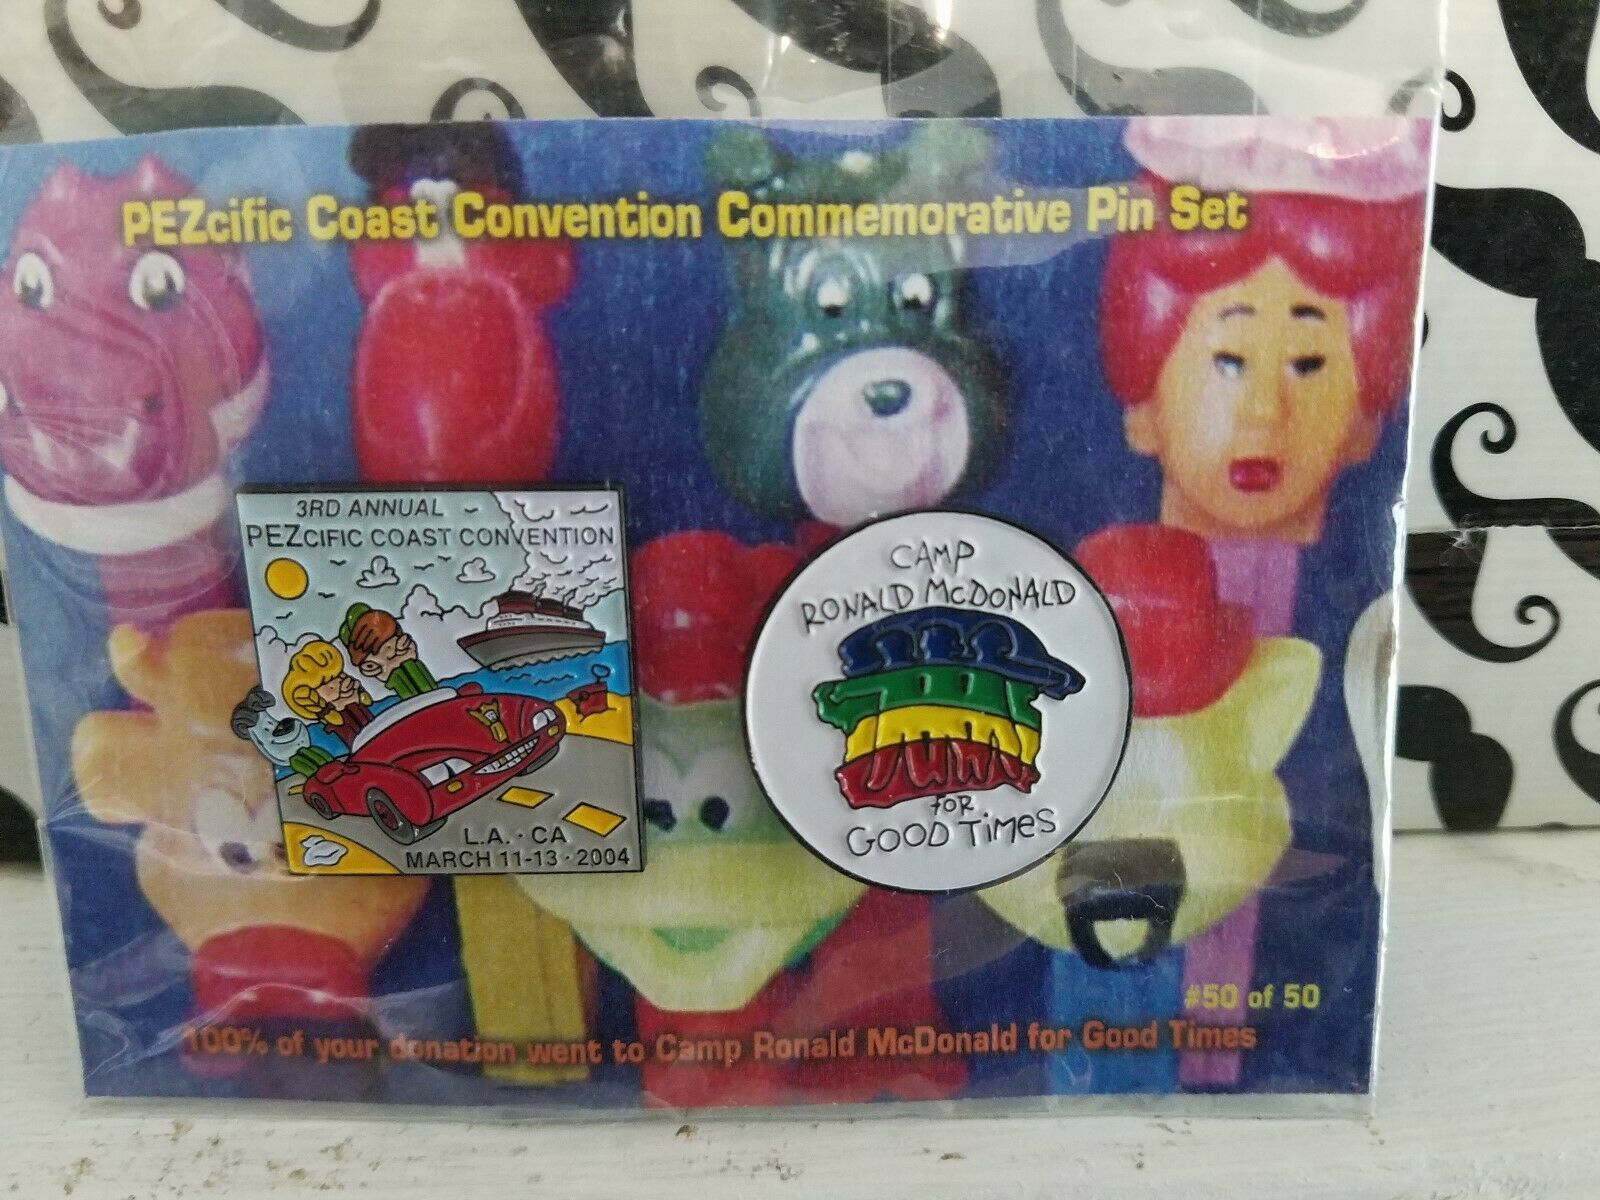 PEZcific Coast Convention Commemorative Pin Set
3RD ANNUAL
PEZCIFIC COAST CONVENTION
L.A. · CA
MARCH 11-13 · 2004
CAMP
RONALD McDONALD
for
GOOD TiMES
#50 of 50
100% of your donation went to Camp Ronald McDonald for Good Times